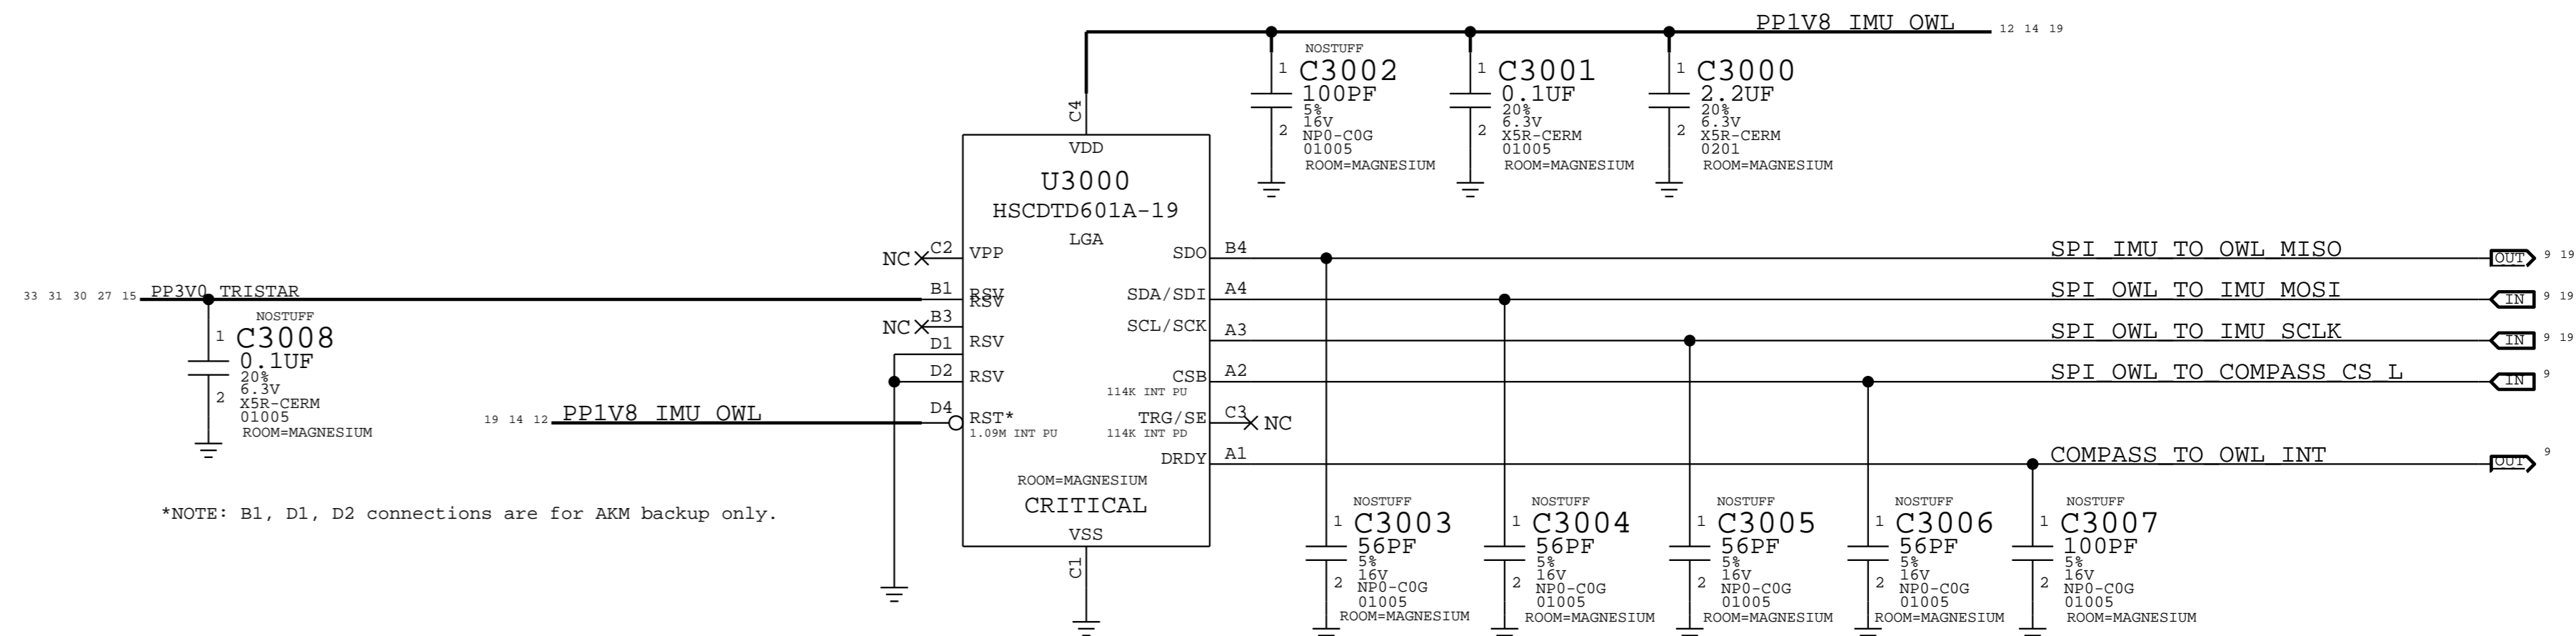 PP1V8_IMU_OWL 12 14 19
NOSTUFF
1 C3002
100PF
5%
16V
2 NP0-C0G
01005
ROOM=MAGNESIUM
1 C3001
0.1UF
20%
6.3V
2 X5R-CERM
01005
ROOM=MAGNESIUM
1 C3000
2.2UF
20%
6.3V
2 X5R-CERM
0201
ROOM=MAGNESIUM
C4
VDD
U3000
HSCDTD601A-19
LGA
NC C2 VPP
33 31 30 27 15 PP3V0_TRISTAR B1 RSV
RSV
NC B3
D1 RSV
D2 RSV
19 14 12 PP1V8_IMU_OWL D4 RST*
1.09M INT PU
SDO B4 SPI_IMU_TO_OWL_MISO OUT 9 19
SDA/SDI A4 SPI_OWL_TO_IMU_MOSI IN 9 19
SCL/SCK A3 SPI_OWL_TO_IMU_SCLK IN 9 19
CSB A2 SPI_OWL_TO_COMPASS_CS_L IN 9
114K INT PU
TRG/SE C3 NC
114K INT PD
DRDY A1 COMPASS_TO_OWL_INT OUT 9
ROOM=MAGNESIUM
CRITICAL
VSS
C1
NOSTUFF
1 C3008
0.1UF
20%
6.3V
2 X5R-CERM
01005
ROOM=MAGNESIUM
*NOTE: B1, D1, D2 connections are for AKM backup only.
NOSTUFF
1 C3003
56PF
5%
16V
2 NP0-C0G
01005
ROOM=MAGNESIUM
NOSTUFF
1 C3004
56PF
5%
16V
2 NP0-C0G
01005
ROOM=MAGNESIUM
NOSTUFF
1 C3005
56PF
5%
16V
2 NP0-C0G
01005
ROOM=MAGNESIUM
NOSTUFF
1 C3006
56PF
5%
16V
2 NP0-C0G
01005
ROOM=MAGNESIUM
NOSTUFF
1 C3007
100PF
5%
16V
2 NP0-C0G
01005
ROOM=MAGNESIUM